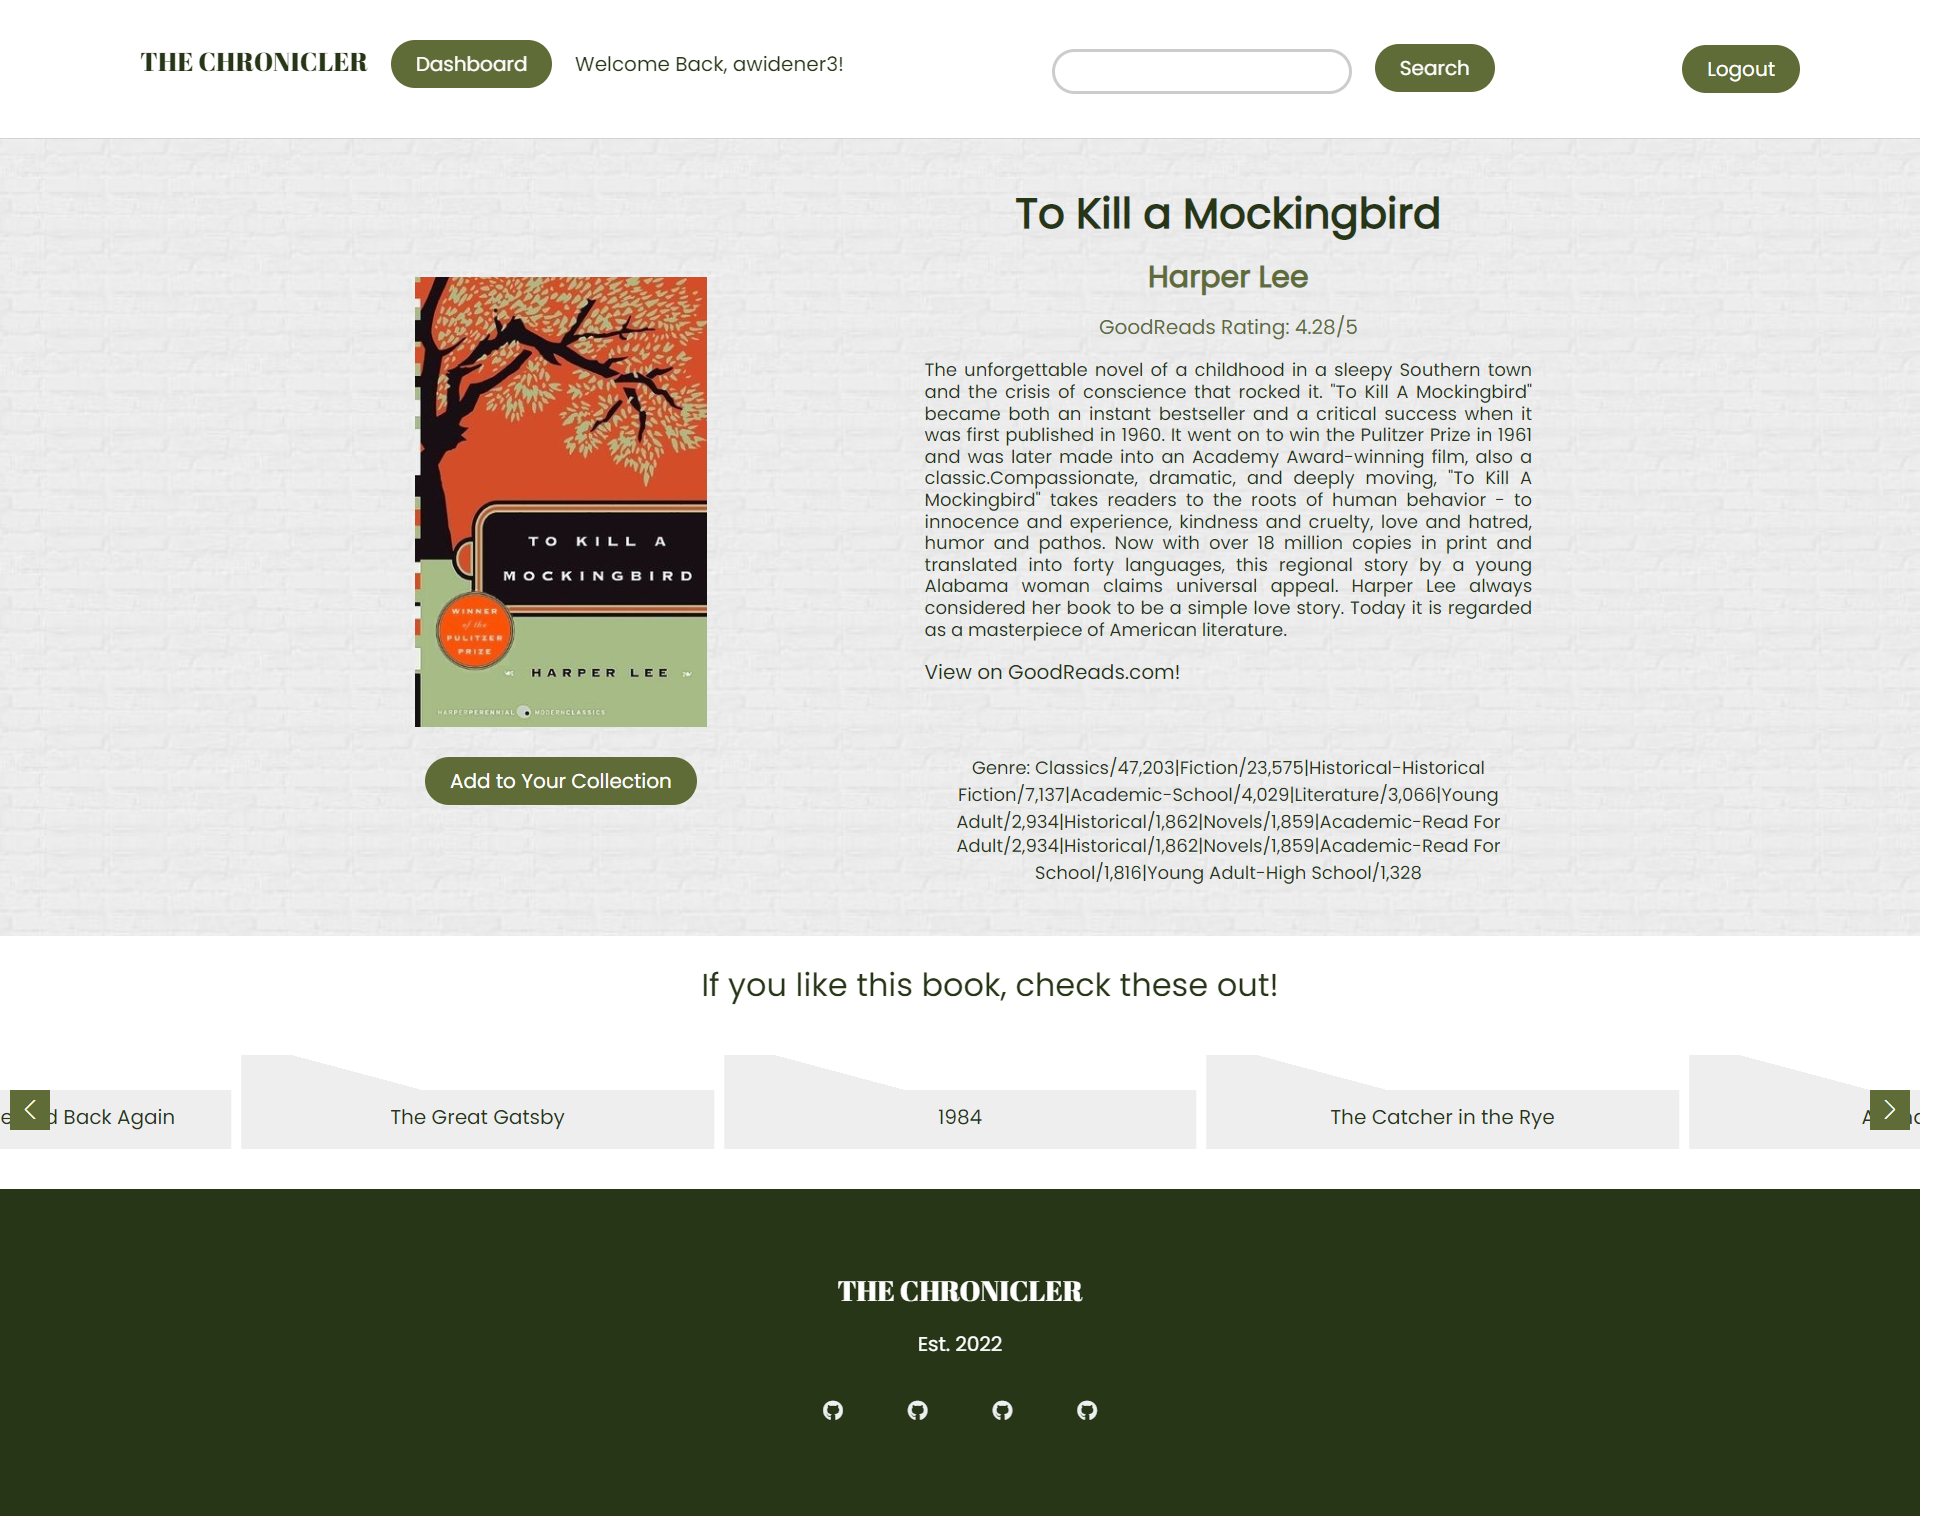 THE CHRONICLER
Dashboard
Welcome Back, awidener3!
Search
Logout
To Kill a Mockingbird
Harper Lee
GoodReads Rating: 4.28/5
The unforgettable novel of a childhood in a sleepy Southern town
and the crisis of conscience that rocked it. "To Kill A Mockingbird"
became both an instant bestseller and a critical success when it
was first published in 1960. It went on to win the Pulitzer Prize in 1961
and was later made into an Academy Award-winning film, also a
classic.Compassionate, dramatic, and deeply moving, "To Kill A
Mockingbird" takes readers to the roots of human behavior - to
innocence and experience, kindness and cruelty, love and hatred,
humor and pathos. Now with over 18 million copies in print and
translated into forty languages, this regional story by a young
Alabama woman claims universal appeal. Harper Lee always
considered her book to be a simple love story. Today it is regarded
as a masterpiece of American literature.
View on GoodReads.com!
TO KILL A
MOCKINGBIRD
WINNER
of the
PULITZER
PRIZE
HARPER LEE
HARPERPERENNIAL MODERNCLASSICS
Add to Your Collection
Genre: Classics/47,203|Fiction/23,575|Historical-Historical
Fiction/7,137|Academic-School/4,029|Literature/3,066|Young
Adult/2,934|Historical/1,862|Novels/1,859|Academic-Read For
Adult/2,934|Historical/1,862|Novels/1,859|Academic-Read For
School/1,816|Young Adult-High School/1,328
If you like this book, check these out!
Back Again
The Great Gatsby
1984
The Catcher in the Rye
THE CHRONICLER
Est. 2022